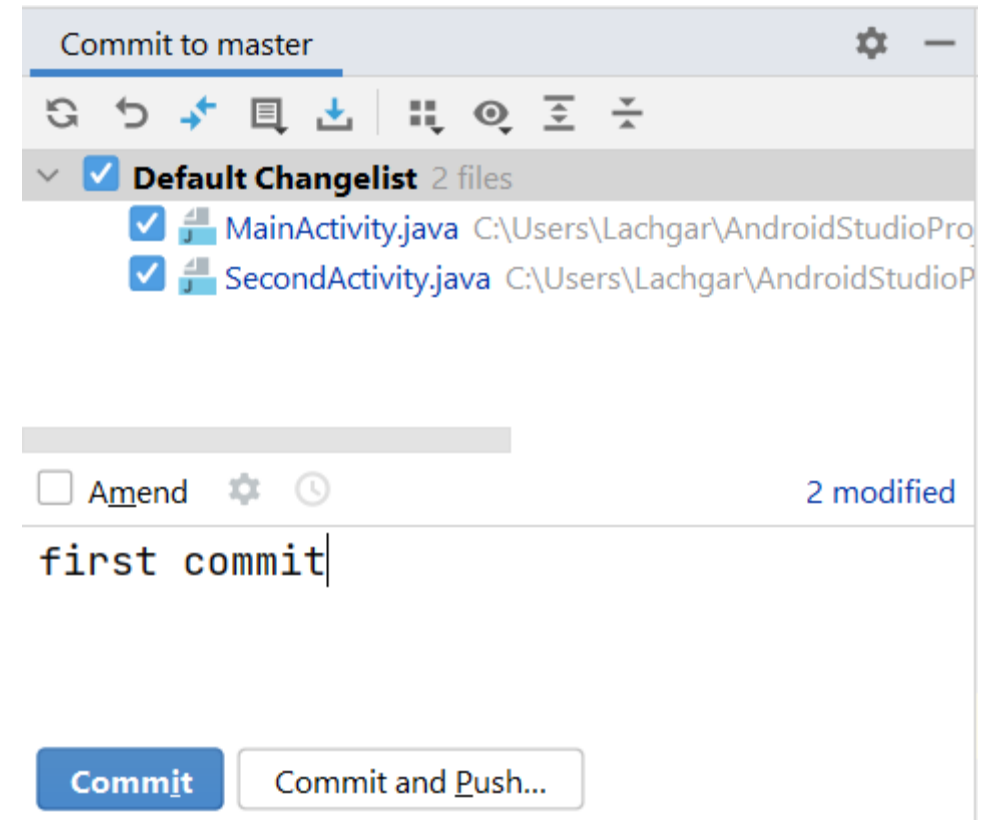 Commit to master
Default Changelist 2 files
MainActivity.java C:\Users\Lachgar\AndroidStudioPro
SecondActivity.java C:\Users\Lachgar\AndroidStudioP
Amend 2 modified
first commit
Commit Commit and Push...